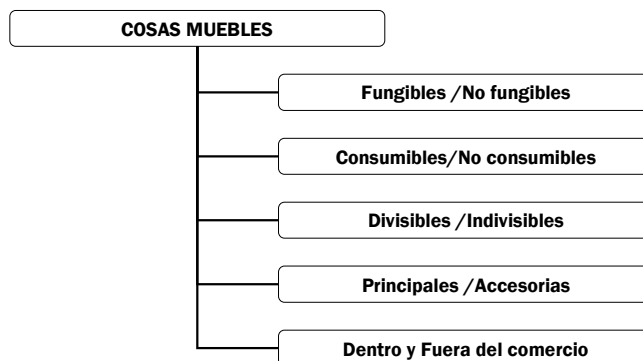 COSAS MUEBLES
Fungibles /No fungibles
Consumibles/No consumibles
Divisibles /Indivisibles
Principales /Accesorias
Dentro y Fuera del comercio